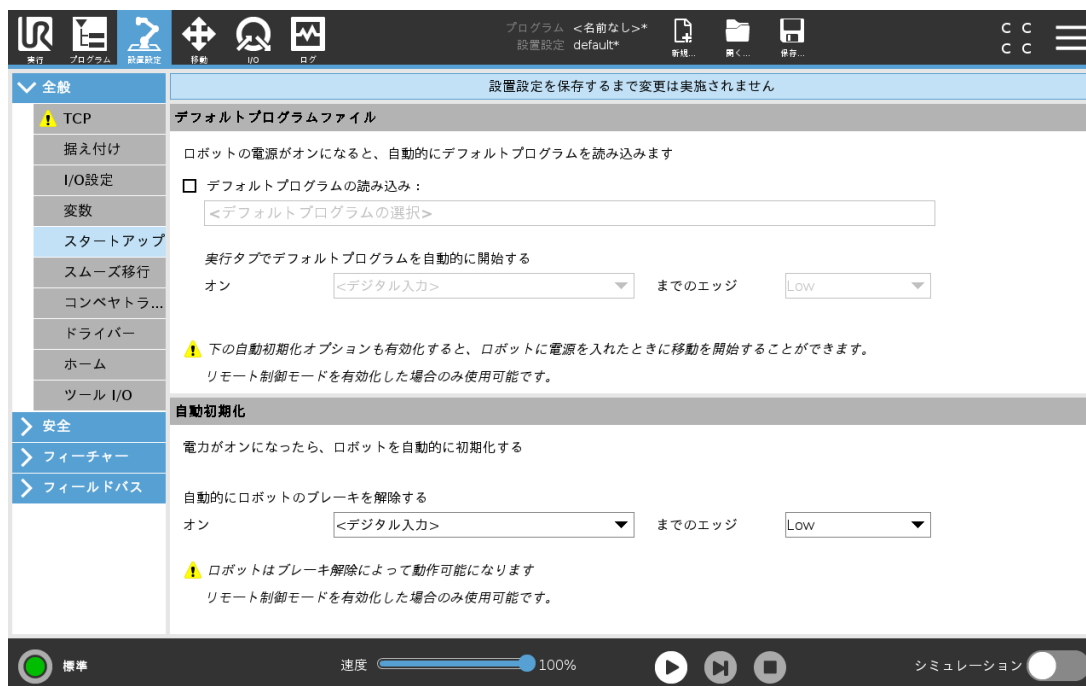 プログラム <名前なし>*
設置設定 default*
実行
プログラム
設置設定
移動
I/O
ログ
新規...
開く...
保存...
C C
C C
全般
設置設定を保存するまで変更は実施されません
TCP
据え付け
I/O設定
変数
スタートアップ
スムーズ移行
コンベヤトラ...
ドライバー
ホーム
ツール I/O
安全
フィーチャー
フィールドバス
デフォルトプログラムファイル
ロボットの電源がオンになると、自動的にデフォルトプログラムを読み込みます
デフォルトプログラムの読み込み：
<デフォルトプログラムの選択>
実行タブでデフォルトプログラムを自動的に開始する
オン <デジタル入力> までのエッジ Low
下の自動初期化オプションも有効化すると、ロボットに電源を入れたときに移動を開始することができます。
リモート制御モードを有効化した場合のみ使用可能です。
自動初期化
電力がオンになったら、ロボットを自動的に初期化する
自動的にロボットのブレーキを解除する
オン <デジタル入力> までのエッジ Low
ロボットはブレーキ解除によって動作可能になります
リモート制御モードを有効化した場合のみ使用可能です。
標準
速度 100%
シミュレーション